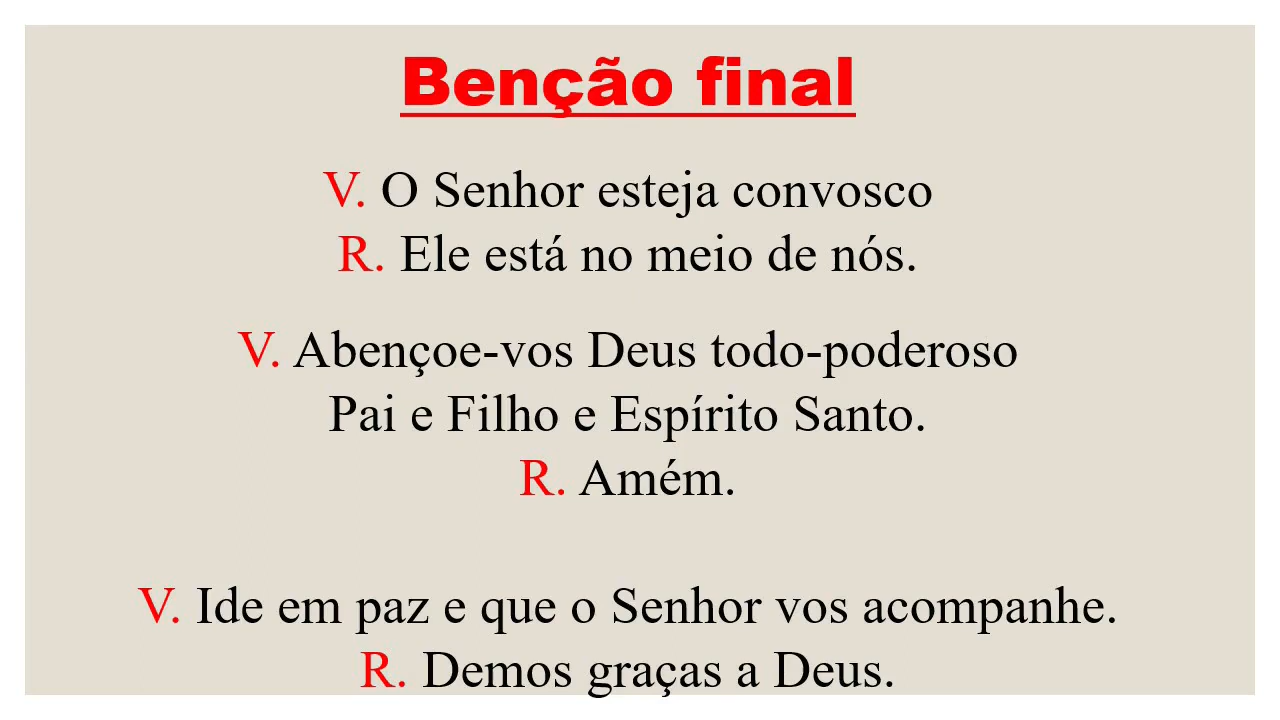 Benção final
V. O Senhor esteja convosco
R. Ele está no meio de nós.
V. Abençoe-vos Deus todo-poderoso
Pai e Filho e Espírito Santo.
R. Amém.
V. Ide em paz e que o Senhor vos acompanhe.
R. Demos graças a Deus.